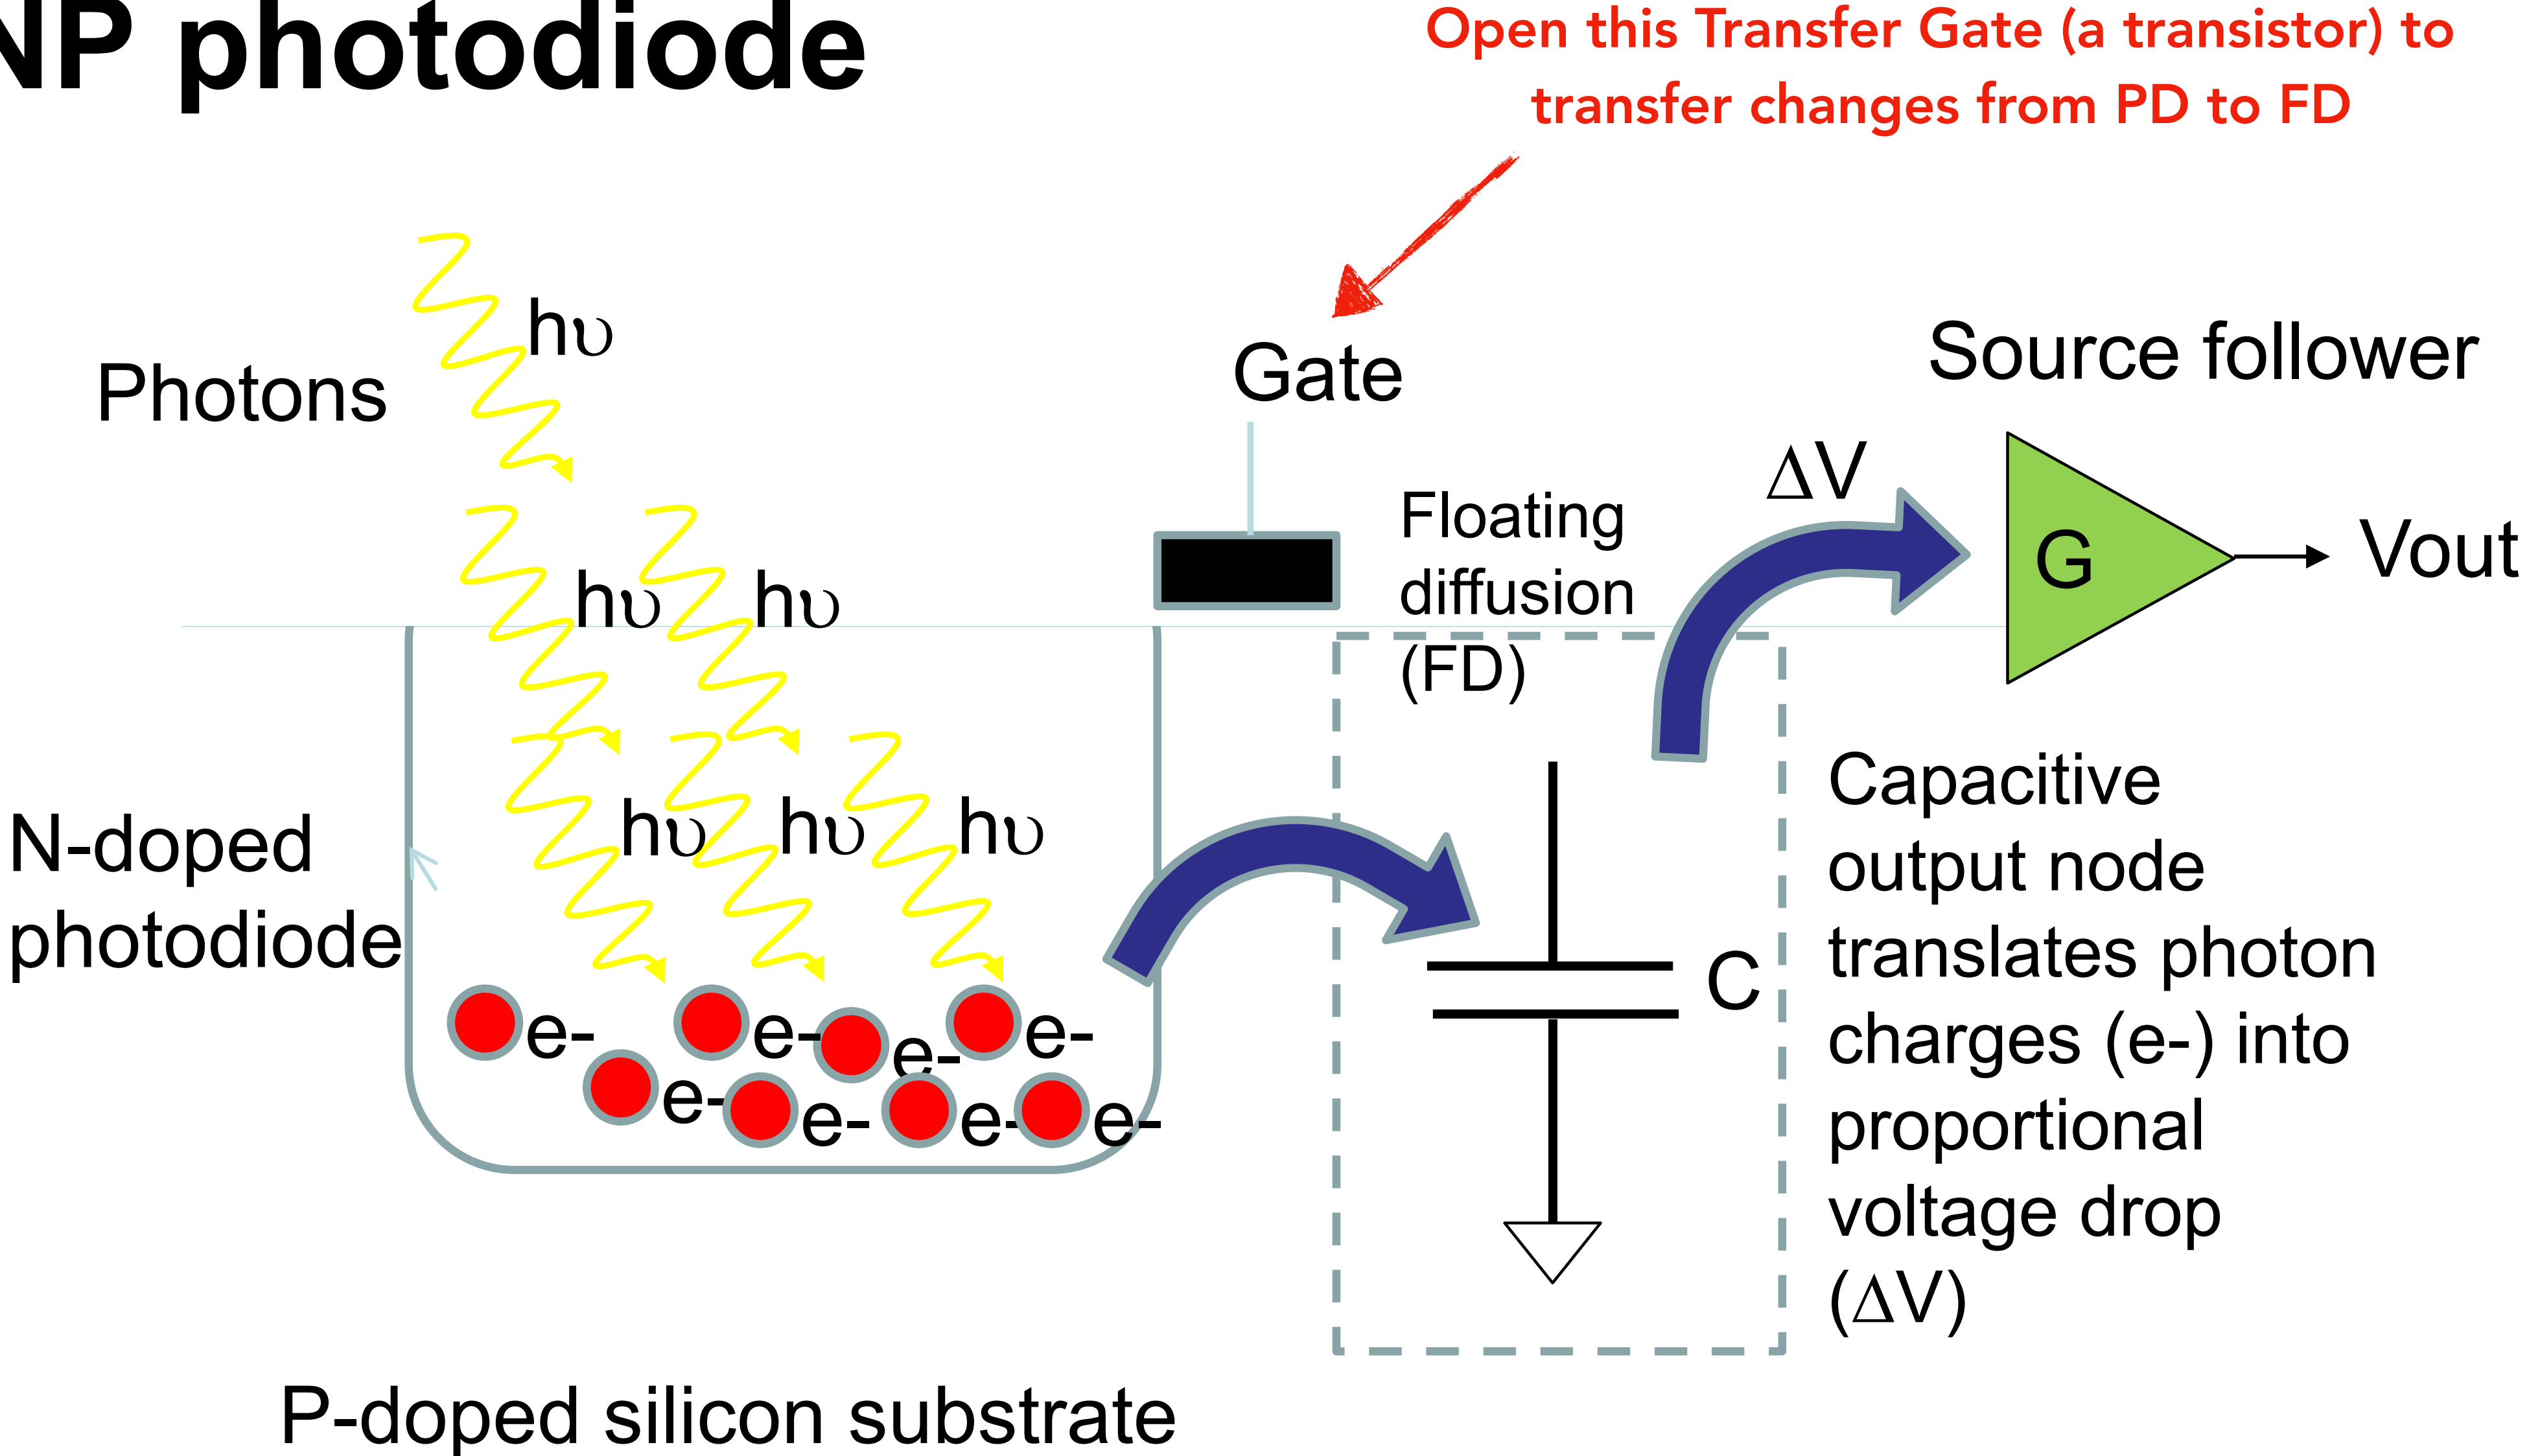 NP photodiode
Open this Transfer Gate (a transistor) to
transfer changes from PD to FD
hυ
Photons
Gate
Source follower
ΔV
Floating
diffusion
(FD)
G
Vout
hυ
hυ
N-doped
photodiode
hυ
hυ
hυ
e-
e-
e-
e-
e-
e-
e-
e-
C
Capacitive
output node
translates photon
charges (e-) into
proportional
voltage drop
(ΔV)
P-doped silicon substrate